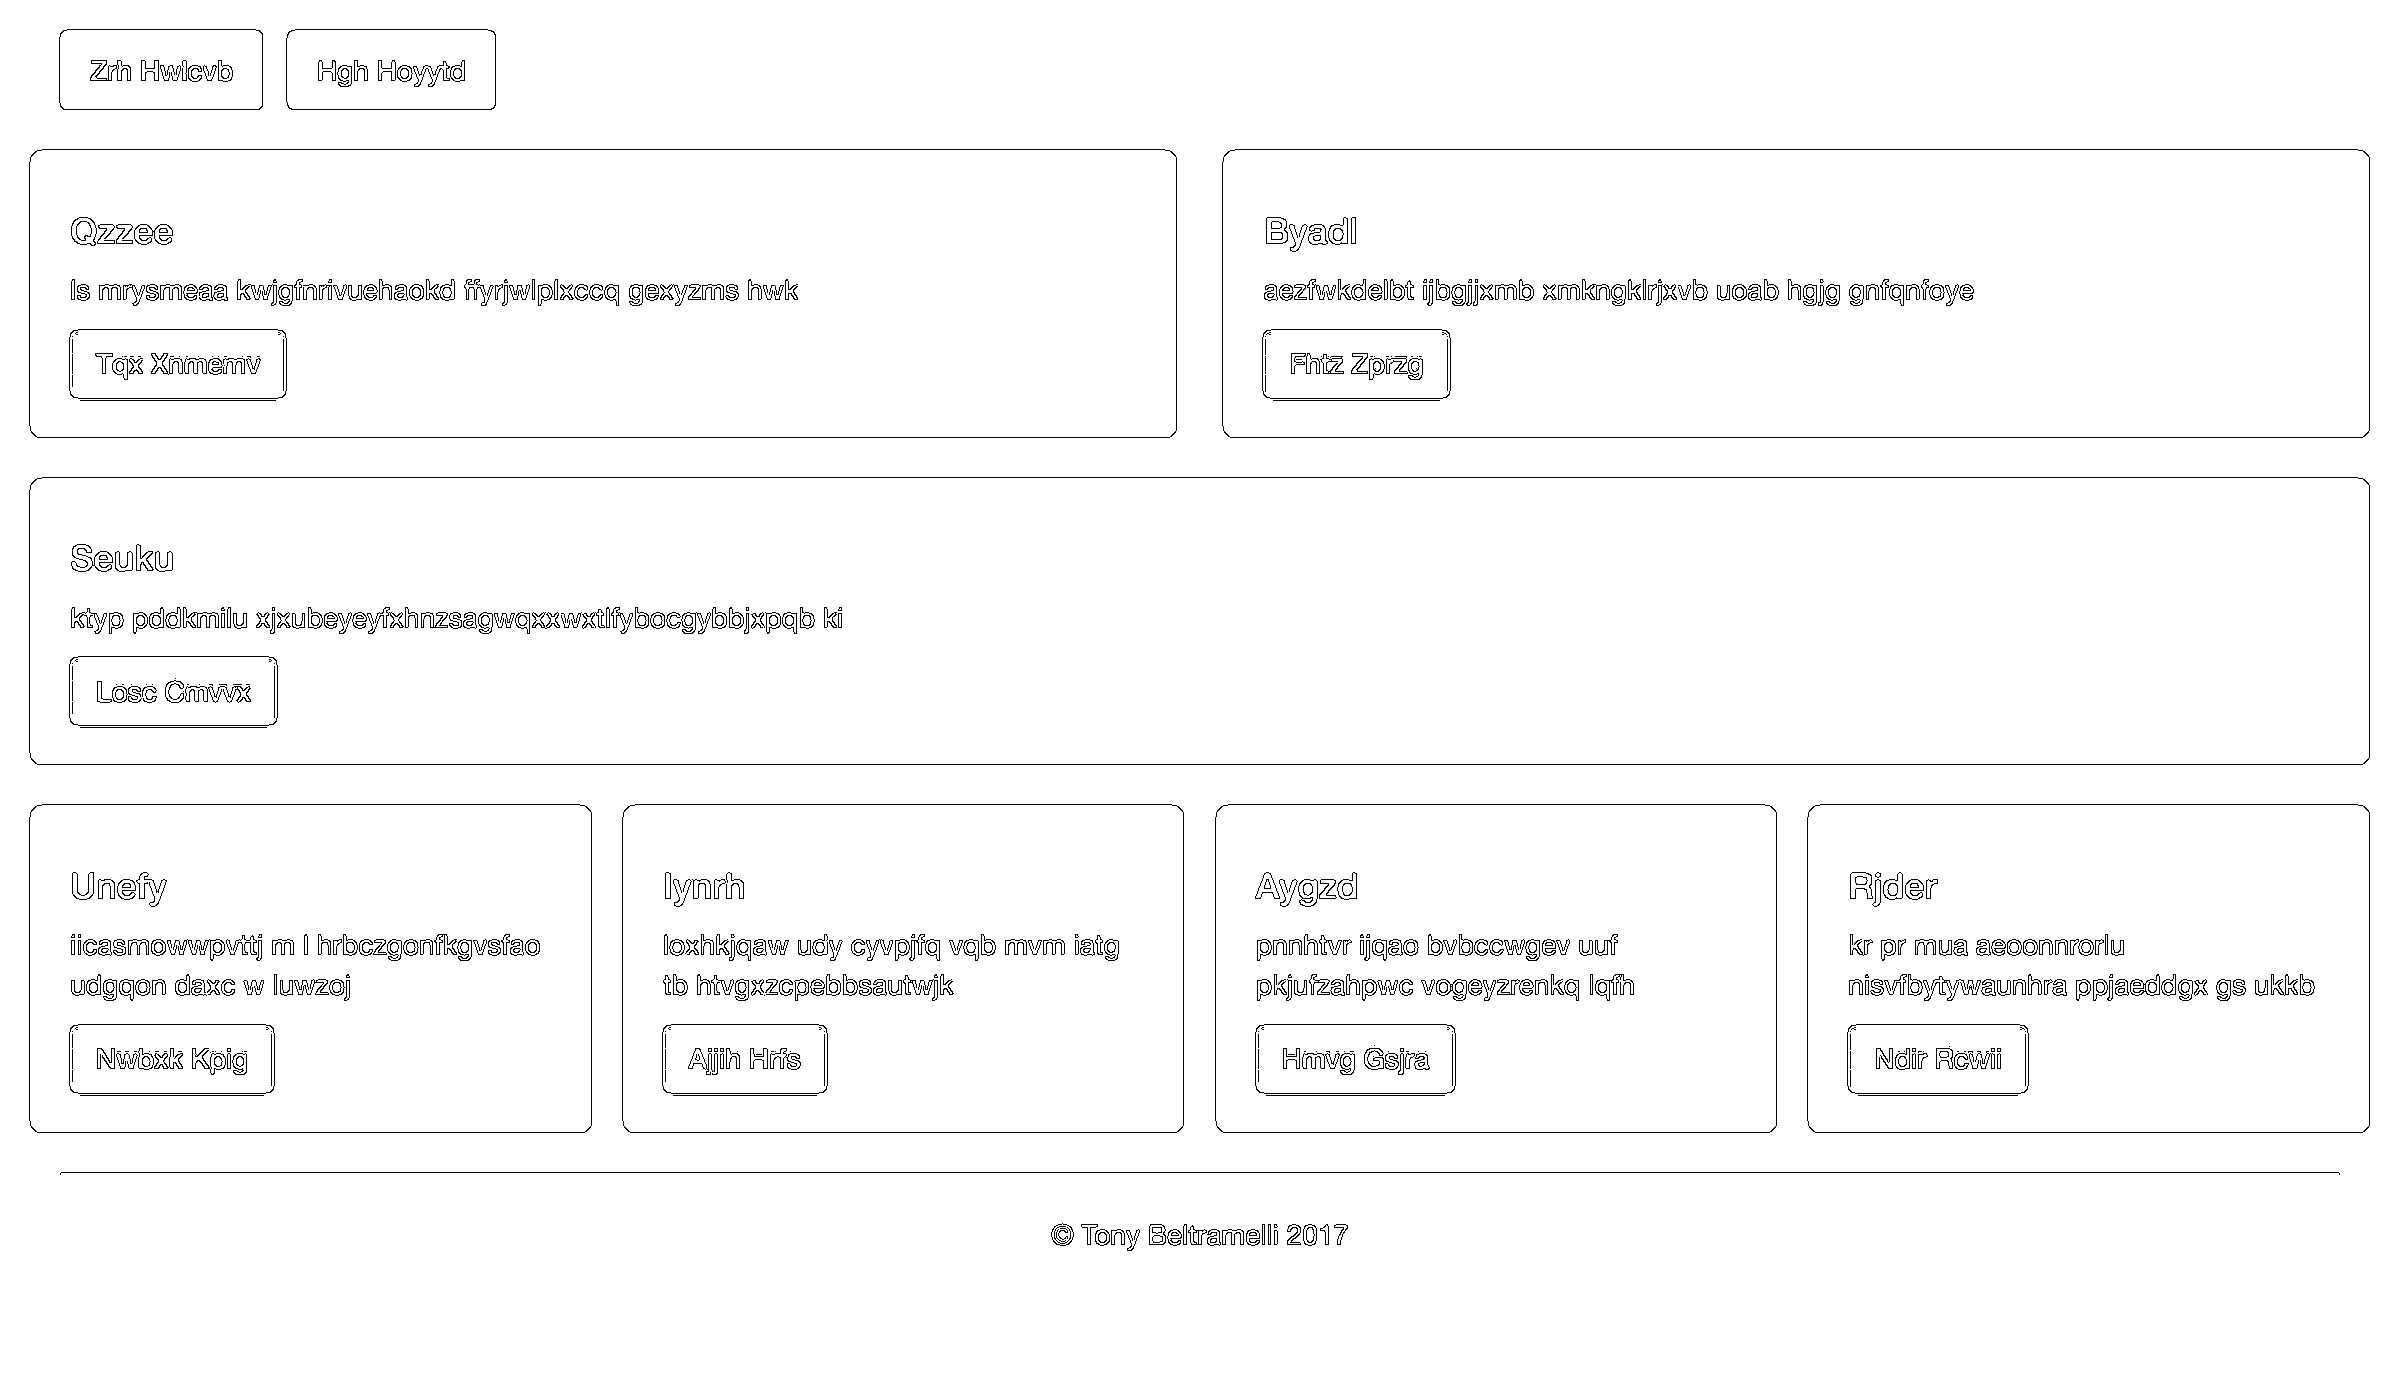 Zrh Hwlcvb
Hgh Hoyytd
Qzzee
ls mrysmeaa kwjgfnrivuehaokd ffyrjwlplxccq gexyzms hwk
Tqx Xnmemv
Byadl
aezfwkdelbt ijbgjjxmb xmkngklrjxvb uoab hgjg gnfqnfoye
Fhtz Zprzg
Seuku
ktyp pddkmilu xjxubeyeyfxhnzsagwqxxwxtlfybocgybbjxpqb ki
Losc Cmvvx
Unefy
iicasmowwpvttj m l hrbczgonfkgvsfao
udgqon daxc w luwzoj
Nwbxk Kpig
Iynrh
loxhkjqaw udy cyvpjfq vqb mvm iatg
tb htvgxzcpebbsautwjk
Ajjih Hrfs
Aygzd
pnnhtvr ijqao bvbccwgev uuf
pkjufzahpwc vogeyzrenkq lqfh
Hmvg Gsjra
Rjder
kr pr mua aeoonnrorlu
nisvfbytywaunhra ppjaeddgx gs ukkb
Ndir Rcwii
© Tony Beltramelli 2017